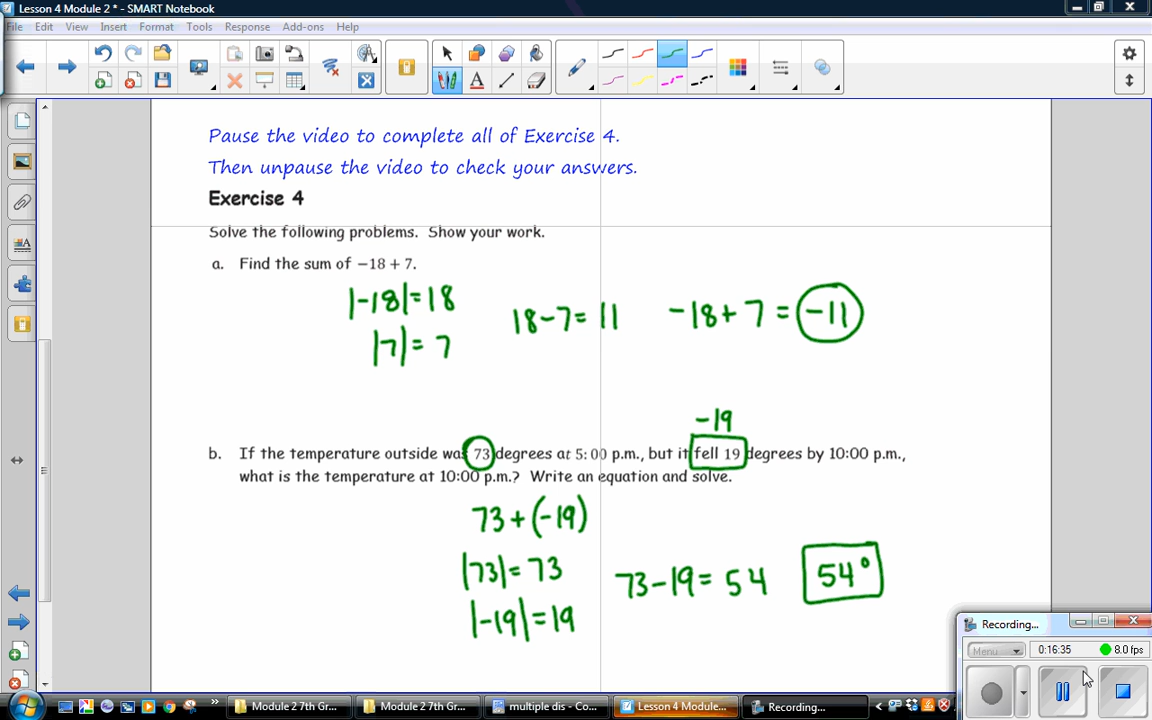 Lesson 4 Module 2 * - SMART Notebook
File Edit View Insert Format Tools Add-ons Response Help
Pause the video to complete all of Exercise 4.
Then unpause the video to check your answers.
Exercise 4
Solve the following problems. Show your work.
a. Find the sum of −18 + 7.
|-18|=18
18-7=11
-18+7=-11
|7|=7
-19
b. If the temperature outside was 73 degrees at 5:00 p.m., but it fell 19 degrees by 10:00 p.m.,
what is the temperature at 10:00 p.m.? Write an equation and solve.
73+(-19)
|73|=73
73-19=54
54°
|-19|=19
Recording...
Menu 0:16:35 8.0 fps
Module 2 7th Gr... Module 2 7th Gr... multiple dis - Co... Lesson 4 Module... Recording... 10:38 AM